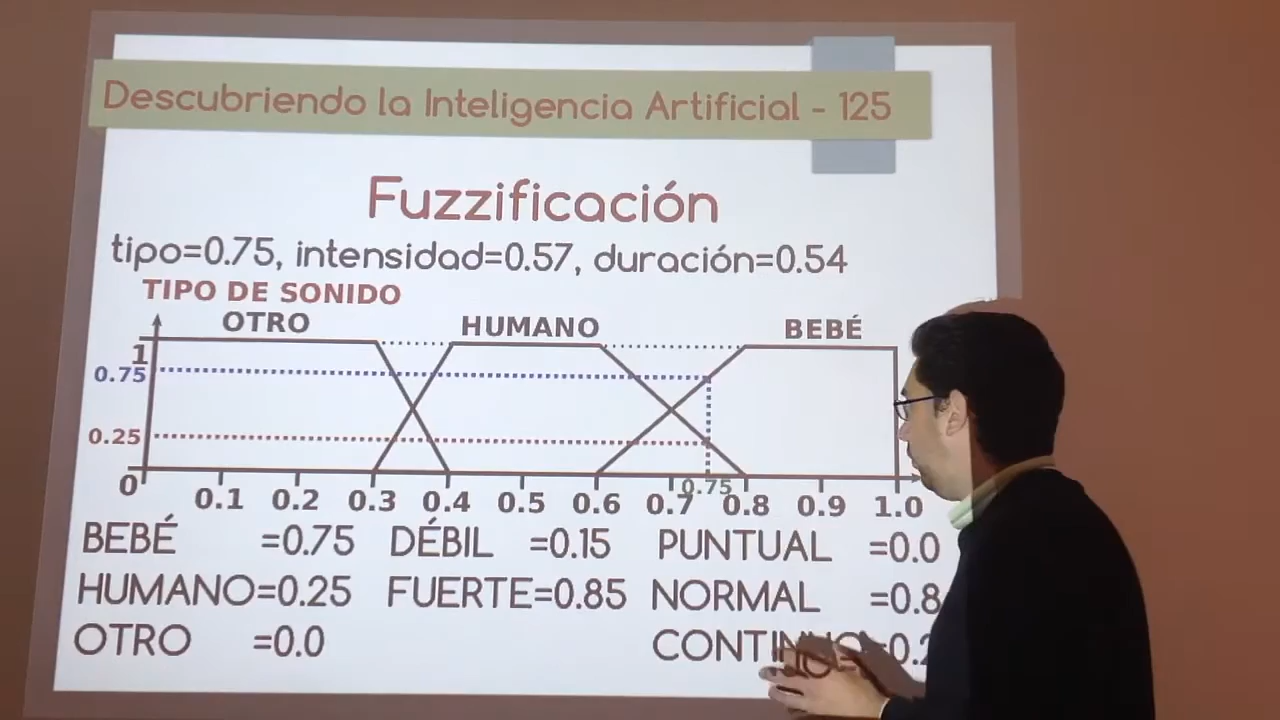 Descubriendo la Inteligencia Artificial - 125
Fuzzificación
tipo=0.75, intensidad=0.57, duración=0.54
TIPO DE SONIDO
OTRO HUMANO BEBÉ
1
0.75
0.25
0 0.1 0.2 0.3 0.4 0.5 0.6 0.7 0.75 0.8 0.9 1.0
BEBÉ =0.75 DÉBIL =0.15 PUNTUAL =0.0
HUMANO=0.25 FUERTE=0.85 NORMAL =0.8
OTRO =0.0